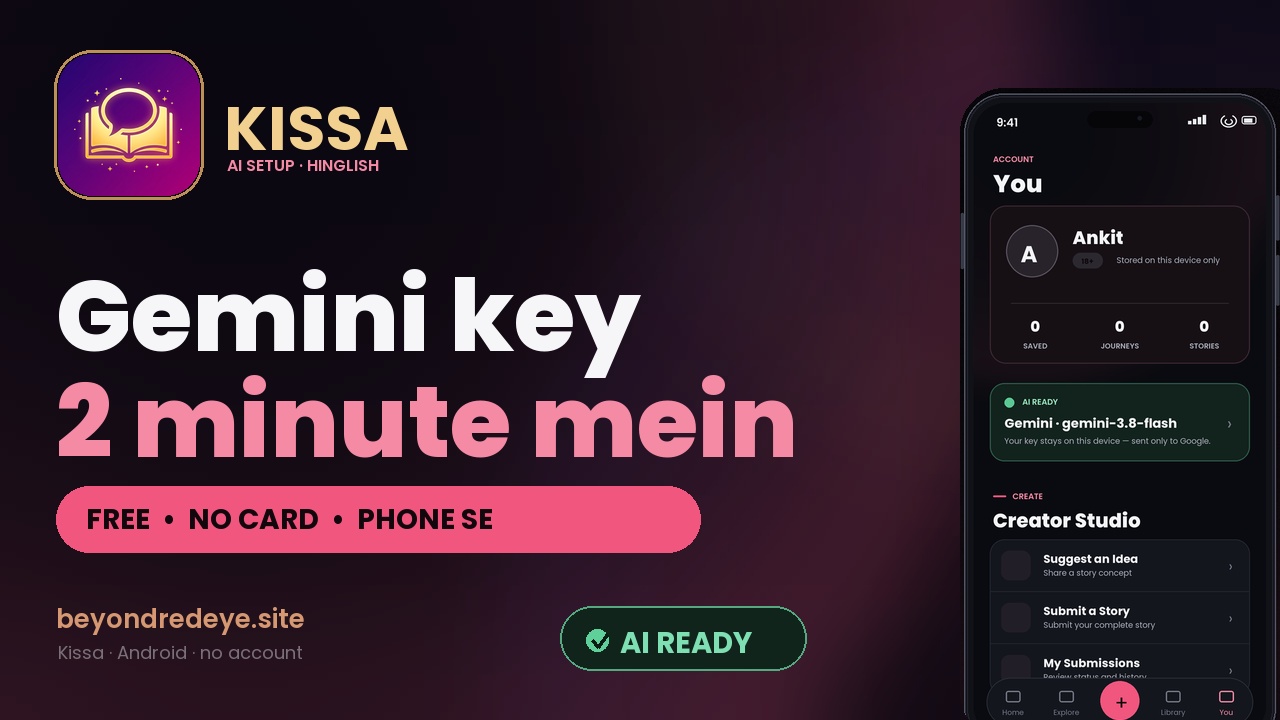 KISSA
AI SETUP · HINGLISH
Gemini key
2 minute mein
FREE • NO CARD • PHONE SE
beyondredeye.site
Kissa · Android · no account
AI READY
9:41
ACCOUNT
You
A
Ankit
18+
Stored on this device only
0
0
0
SAVED
JOURNEYS
STORIES
AI READY
Gemini · gemini-3.8-flash
Your key stays on this device — sent only to Google.
CREATE
Creator Studio
Suggest an Idea
Share a story concept
Submit a Story
Submit your complete story
My Submissions
Review status and history
Home
Explore
Library
You